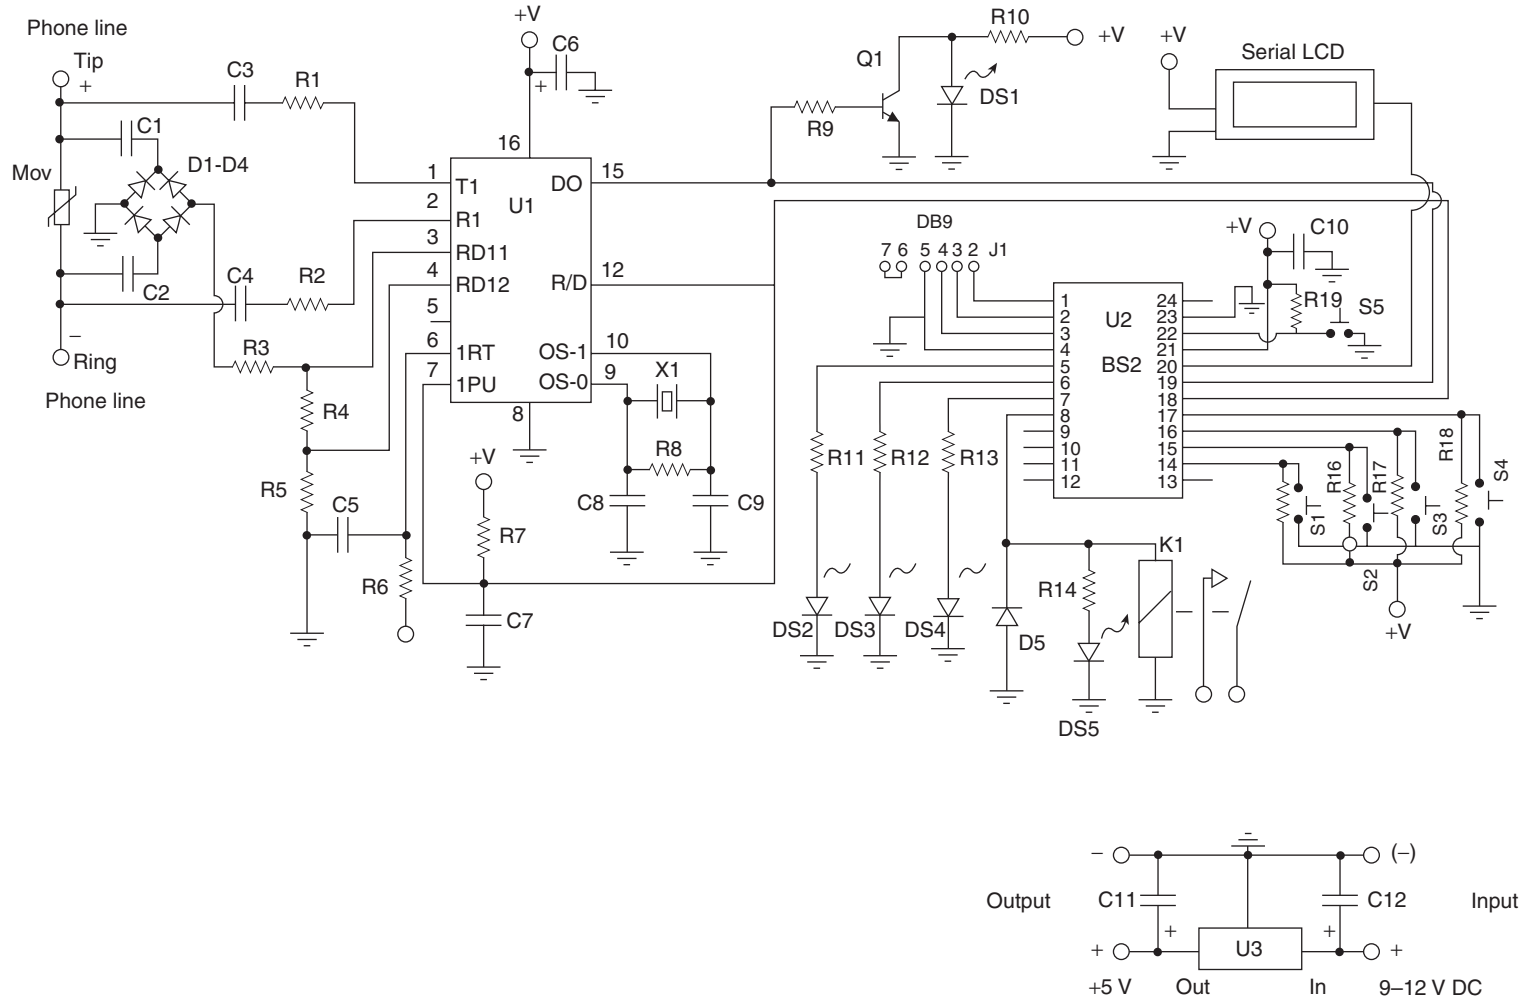 Phone line
Tip
+
C3
R1
+V
C6
+
C1
D1-D4
Mov
C2
C4
R2
−
Ring
Phone line
R3
R4
R5
C5
R6
16
1
2
3
4
5
6
7
T1
R1
RD11
RD12
1RT
1PU
U1
DO
R/D
OS-1
OS-0
15
12
10
9
8
X1
R8
C8
C9
+V
R7
C7
Q1
R9
R10
+V
DS1
+V
Serial LCD
DB9
7 6 5 4 3 2 J1
+V
C10
R19
S5
U2
BS2
1 24
2 23
3 22
4 21
5 20
6 19
7 18
8 17
9 16
10 15
11 14
12 13
R11
R12
R13
DS2
DS3
DS4
D5
R14
DS5
K1
S1
R16
S2
R17
S3
R18
S4
+V
− (–)
Output
C11
C12
Input
+ +
+ U3 +
+5 V
Out
In
9–12 V DC